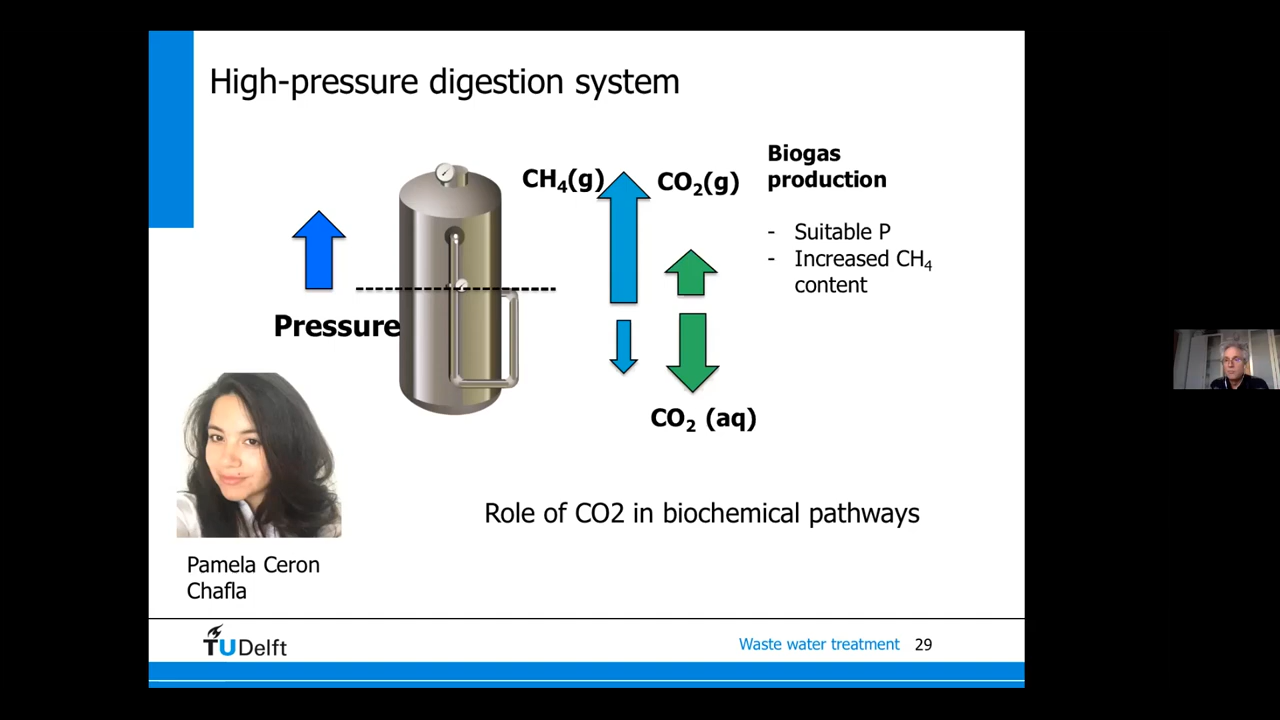 High-pressure digestion system
CH₄(g)
CO₂(g)
Biogas
production
- Suitable P
- Increased CH₄
content
Pressure
CO₂ (aq)
Role of CO2 in biochemical pathways
Pamela Ceron
Chafla
TUDelft
Waste water treatment 29